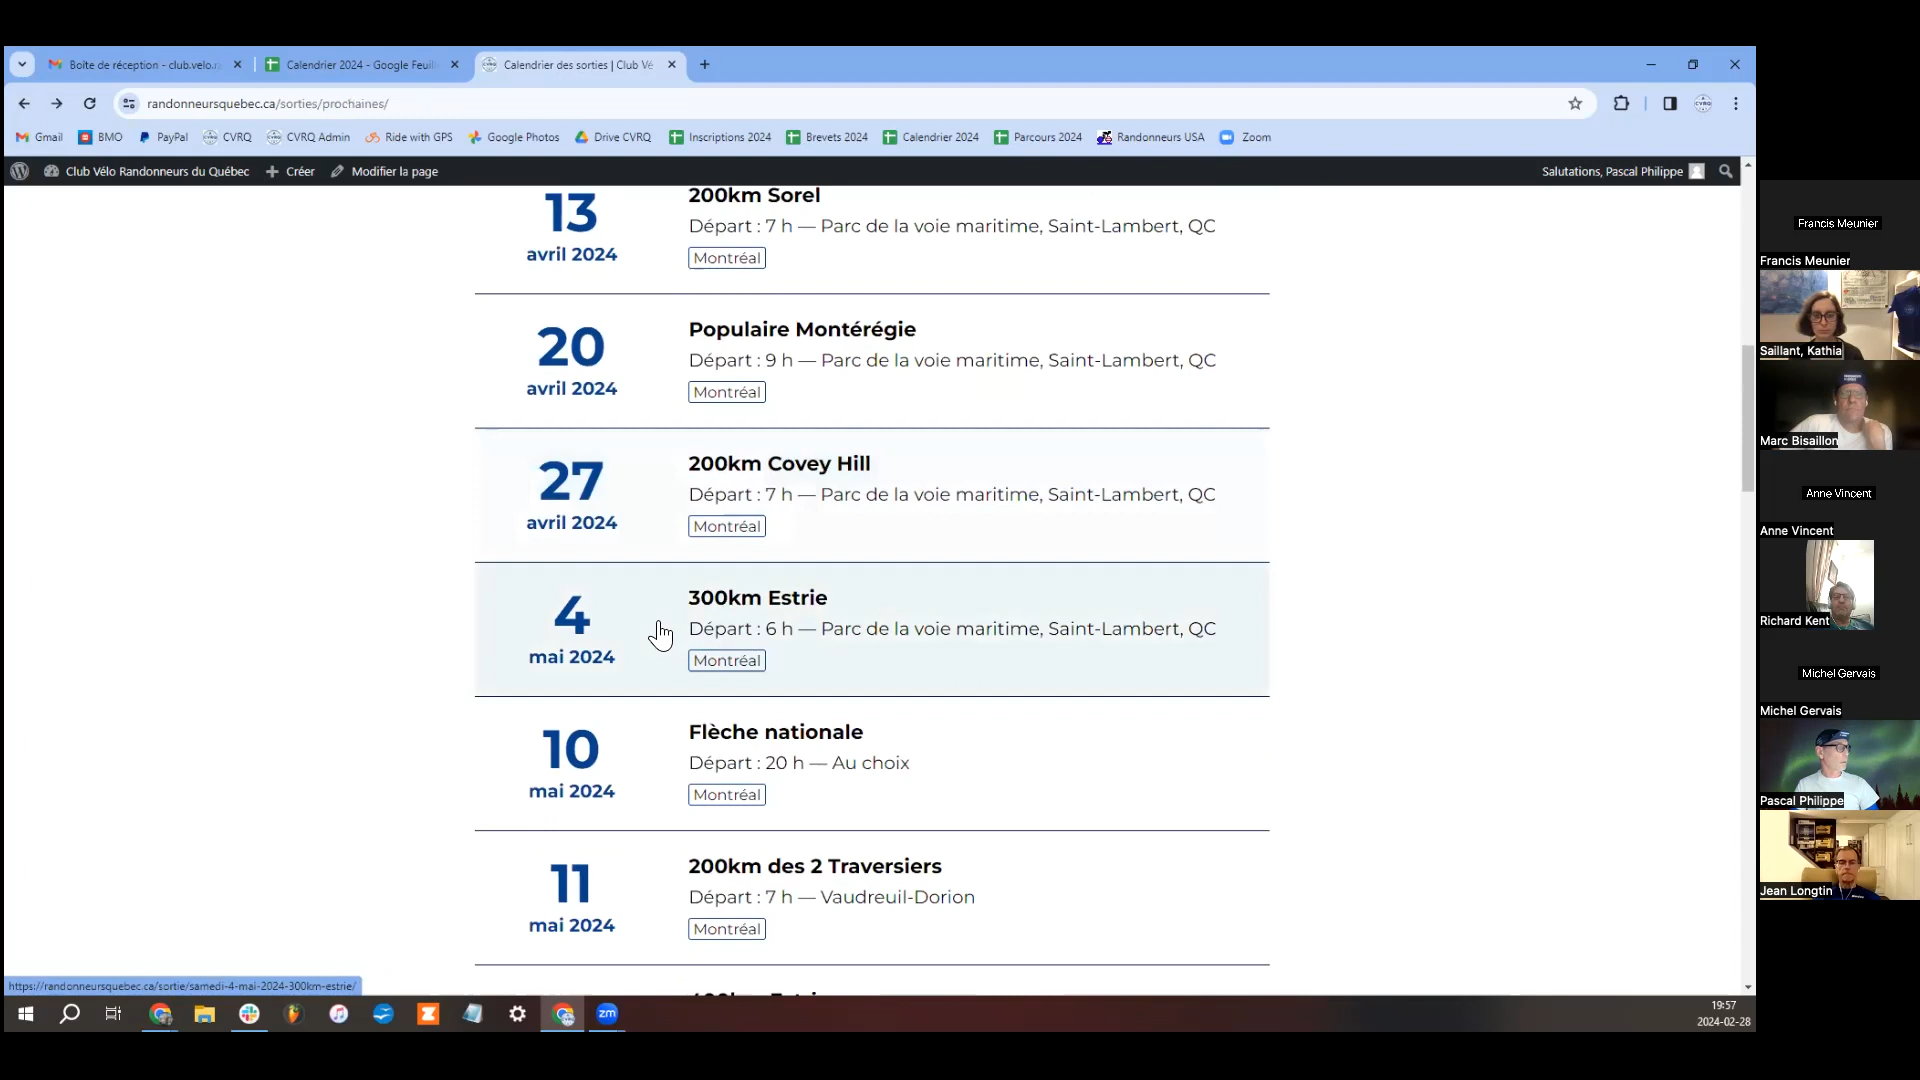 Boîte de réception - club.velo.r
Calendrier 2024 - Google Feuill
Calendrier des sorties | Club Vé
randonneursquebec.ca/sorties/prochaines/
Gmail
BMO
PayPal
CVRQ
CVRQ Admin
Ride with GPS
Google Photos
Drive CVRQ
Inscriptions 2024
Brevets 2024
Calendrier 2024
Parcours 2024
Randonneurs USA
Zoom
Club Vélo Randonneurs du Québec
Créer
Modifier la page
Salutations, Pascal Philippe
13
avril 2024
200km Sorel
Départ : 7 h — Parc de la voie maritime, Saint-Lambert, QC
Montréal
20
avril 2024
Populaire Montérégie
Départ : 9 h — Parc de la voie maritime, Saint-Lambert, QC
Montréal
27
avril 2024
200km Covey Hill
Départ : 7 h — Parc de la voie maritime, Saint-Lambert, QC
Montréal
4
mai 2024
300km Estrie
Départ : 6 h — Parc de la voie maritime, Saint-Lambert, QC
Montréal
10
mai 2024
Flèche nationale
Départ : 20 h — Au choix
Montréal
11
mai 2024
200km des 2 Traversiers
Départ : 7 h — Vaudreuil-Dorion
Montréal
https://randonneursquebec.ca/sortie/samedi-4-mai-2024-300km-estrie/
zm
19:57
2024-02-28
Francis Meunier
Francis Meunier
Saillant, Kathia
Marc Bisaillon
Anne Vincent
Anne Vincent
Richard Kent
Michel Gervais
Michel Gervais
Pascal Philippe
Jean Longtin